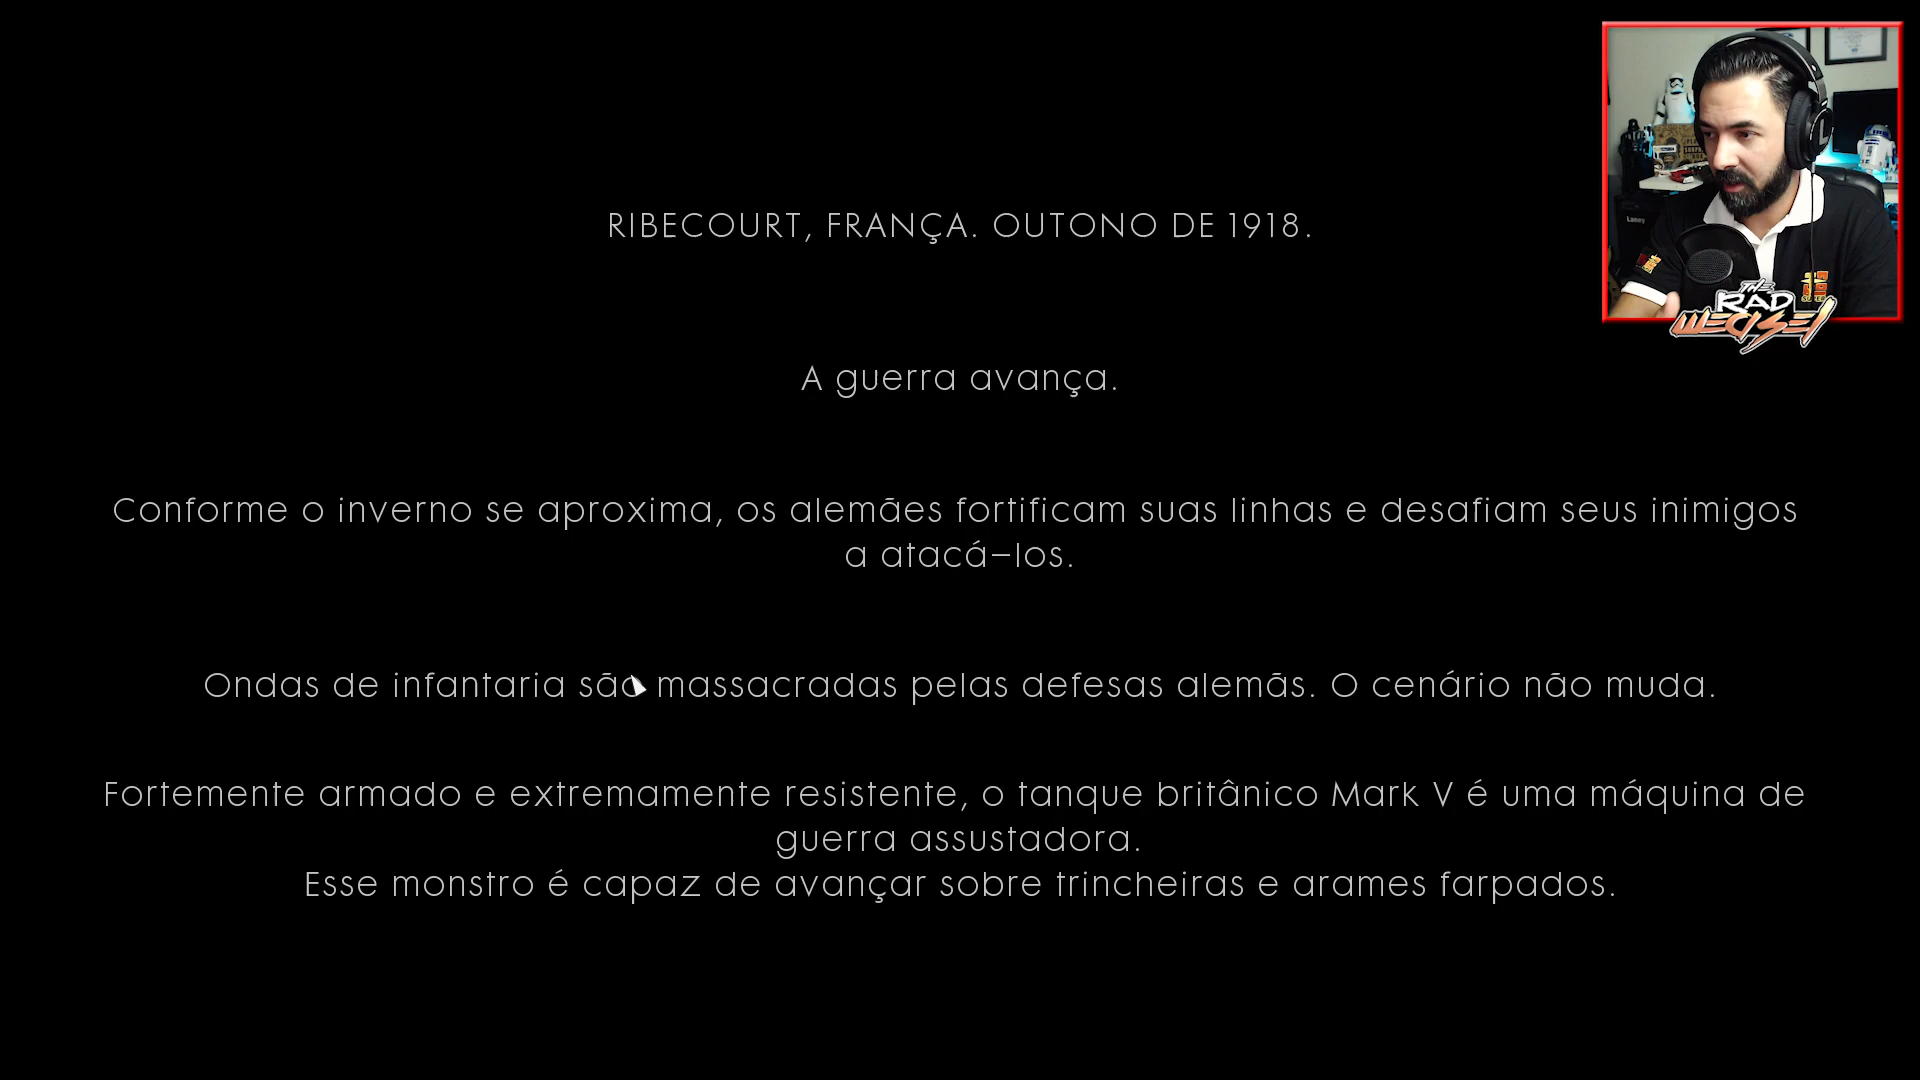 RIBECOURT, FRANÇA. OUTONO DE 1918.
A guerra avança.
Conforme o inverno se aproxima, os alemães fortificam suas linhas e desafiam seus inimigos
a atacá-los.
Ondas de infantaria são massacradas pelas defesas alemãs. O cenário não muda.
Fortemente armado e extremamente resistente, o tanque britânico Mark V é uma máquina de
guerra assustadora.
Esse monstro é capaz de avançar sobre trincheiras e arames farpados.
Laney
THE
RAD